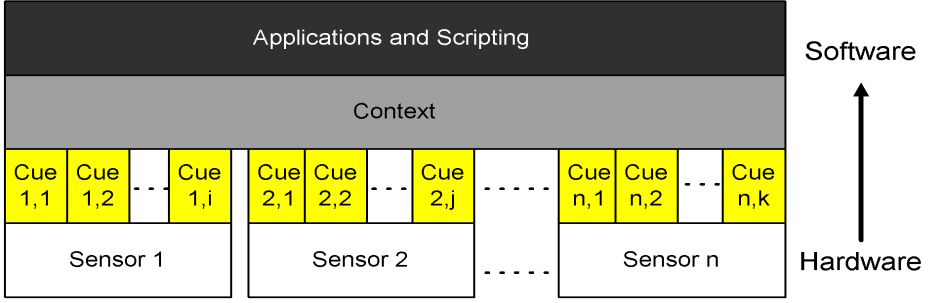 Applications and Scripting
Software
Context
Cue 1,1
Cue 1,2
- - -
Cue 1,i
Cue 2,1
Cue 2,2
- - -
Cue 2,j
- - - - -
Cue n,1
Cue n,2
- - -
Cue n,k
Sensor 1
Sensor 2
- - - - -
Sensor n
Hardware